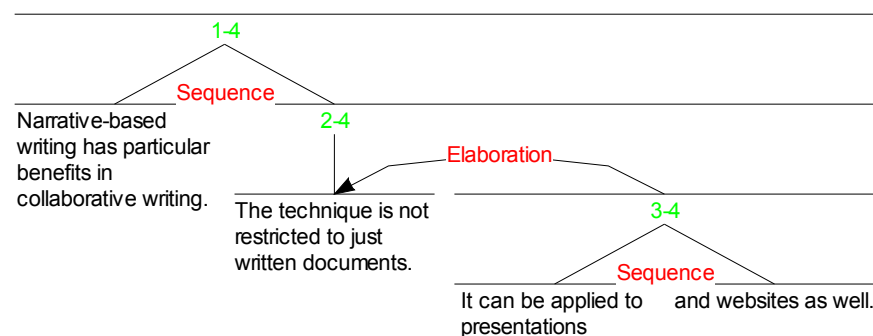 1-4
Sequence
Narrative-based
writing has particular
benefits in
collaborative writing.
2-4
Elaboration
The technique is not
restricted to just
written documents.
3-4
Sequence
It can be applied to
presentations
and websites as well.